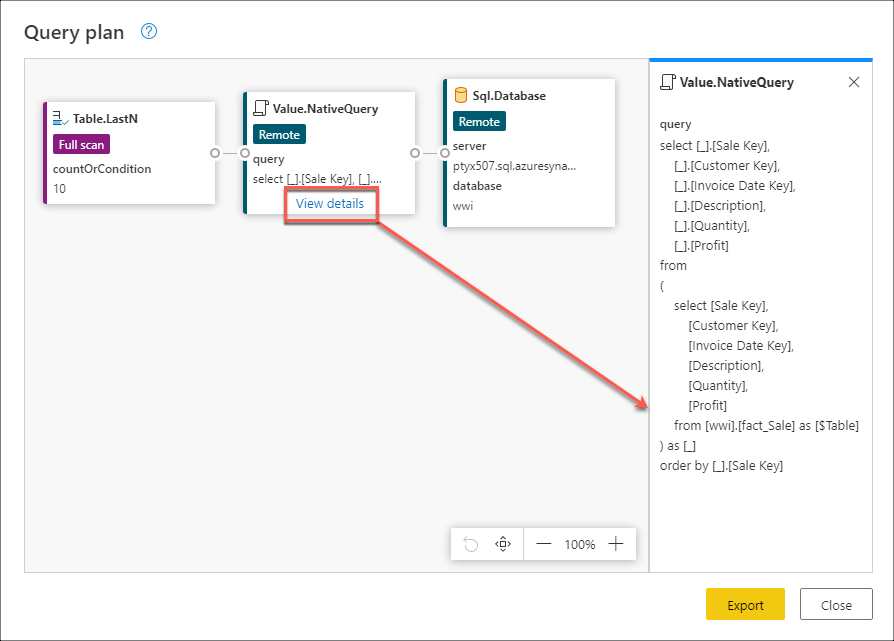 Query plan
Table.LastN
Full scan
countOrCondition
10
Value.NativeQuery
Remote
query
select [_].[Sale Key], [_]....
View details
Sql.Database
Remote
server
ptyx507.sql.azuresyna...
database
wwi
Value.NativeQuery
query
select [_].[Sale Key],
[_].[Customer Key],
[_].[Invoice Date Key],
[_].[Description],
[_].[Quantity],
[_].[Profit]
from
(
select [Sale Key],
[Customer Key],
[Invoice Date Key],
[Description],
[Quantity],
[Profit]
from [wwi].[fact_Sale] as [$Table]
) as [_]
order by [_].[Sale Key]
100%
Export
Close